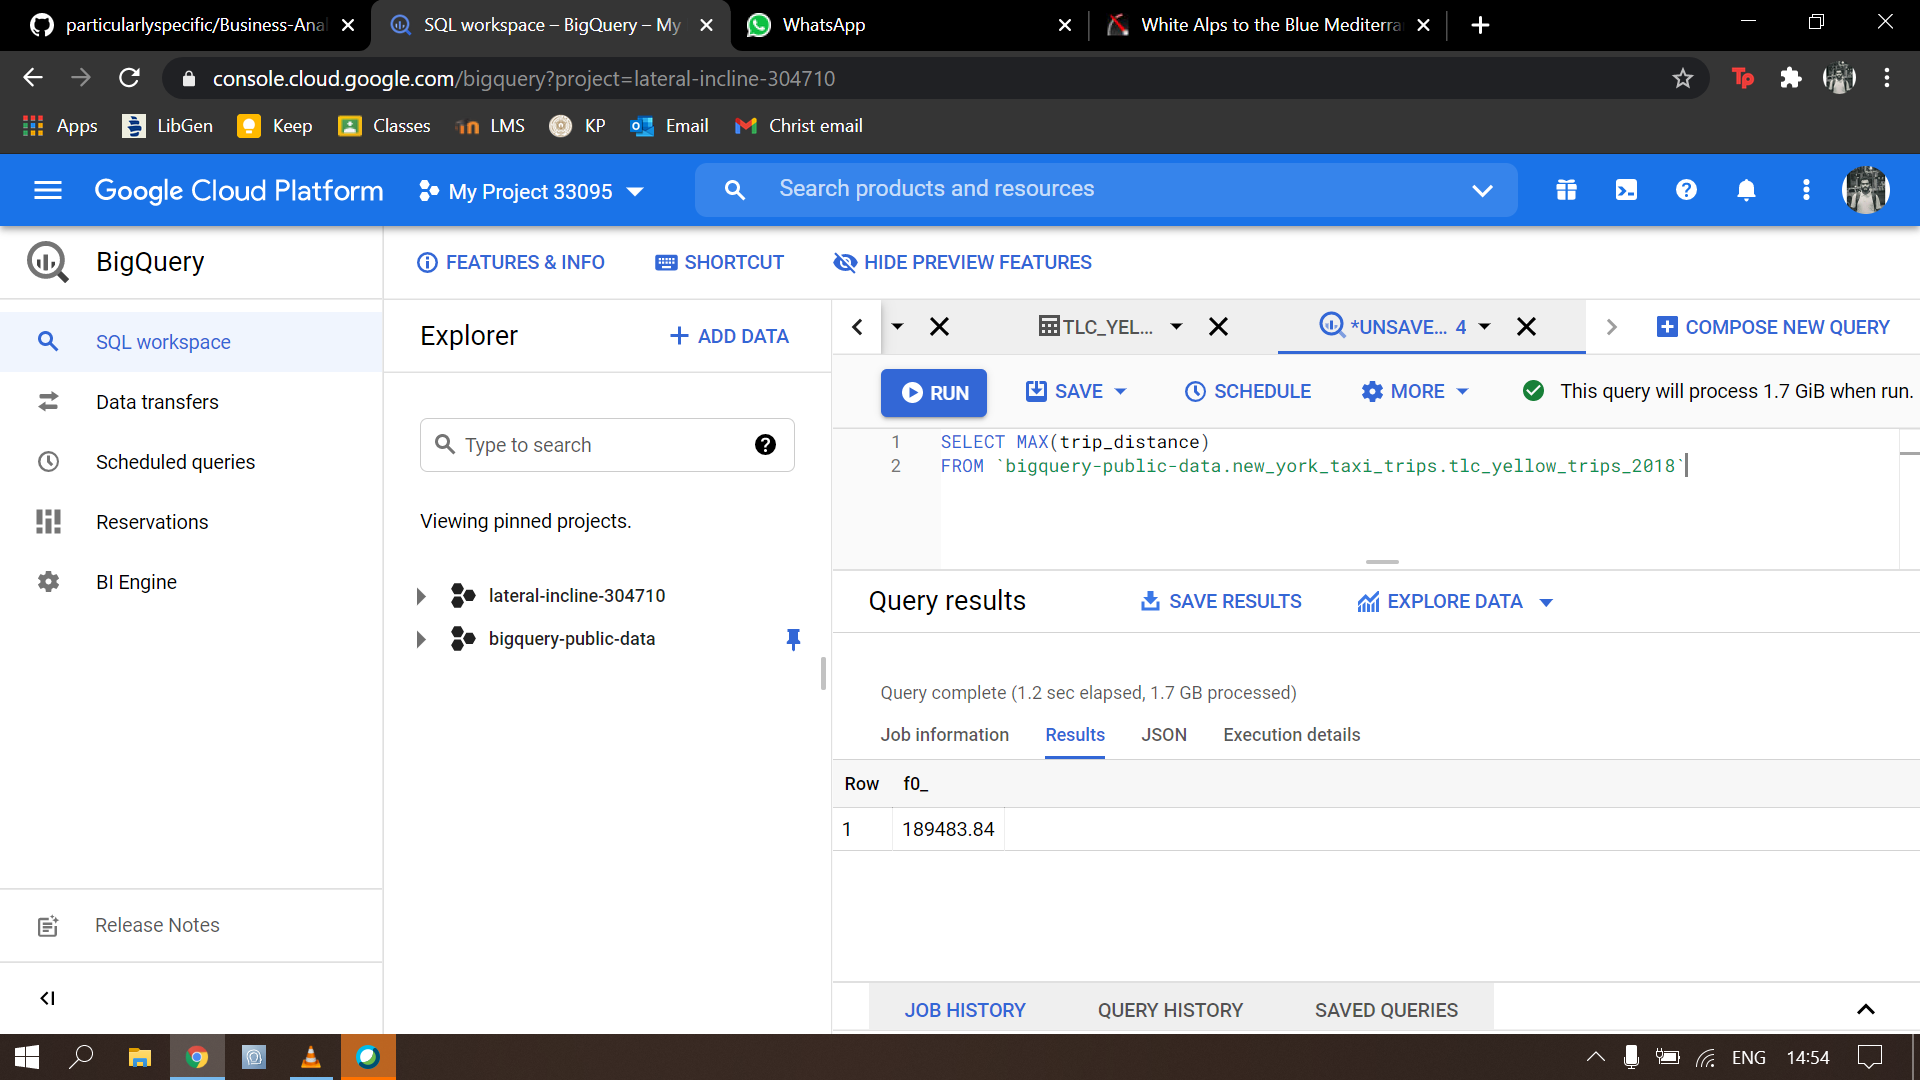 particularlyspecific/Business-Anal
SQL workspace – BigQuery – My
WhatsApp
White Alps to the Blue Mediterra
console.cloud.google.com/bigquery?project=lateral-incline-304710
Tp
Apps
LibGen
Keep
Classes
LMS
KP
Email
Christ email
Google Cloud Platform
My Project 33095
Search products and resources
BigQuery
FEATURES & INFO
SHORTCUT
HIDE PREVIEW FEATURES
SQL workspace
Data transfers
Scheduled queries
Reservations
BI Engine
Release Notes
Explorer
+ ADD DATA
Type to search
Viewing pinned projects.
lateral-incline-304710
bigquery-public-data
TLC_YEL...
*UNSAVE... 4
COMPOSE NEW QUERY
RUN
SAVE
SCHEDULE
MORE
This query will process 1.7 GiB when run.
1 SELECT MAX(trip_distance)
2 FROM `bigquery-public-data.new_york_taxi_trips.tlc_yellow_trips_2018`
Query results
SAVE RESULTS
EXPLORE DATA
Query complete (1.2 sec elapsed, 1.7 GB processed)
Job information
Results
JSON
Execution details
Row f0_
1 189483.84
JOB HISTORY
QUERY HISTORY
SAVED QUERIES
ENG
14:54